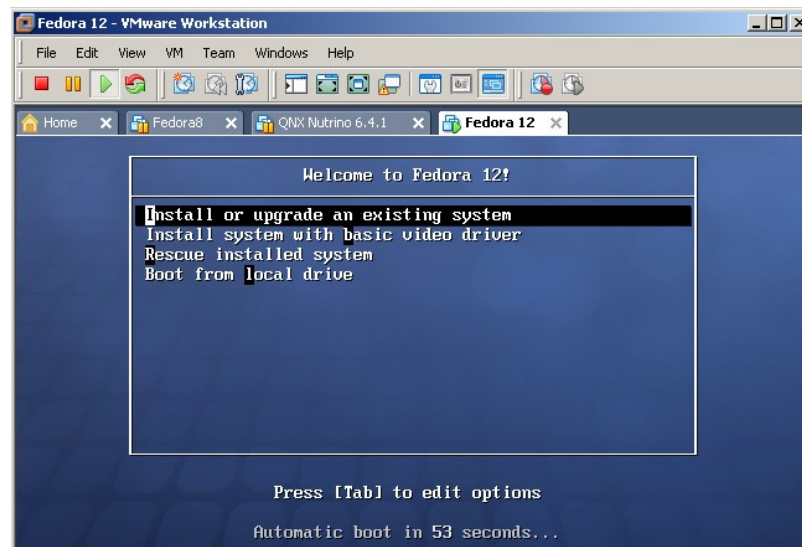 Fedora 12 - VMware Workstation
File Edit View VM Team Windows Help
Home Fedora8 QNX Nutrino 6.4.1 Fedora 12
Welcome to Fedora 12!
Install or upgrade an existing system
Install system with basic video driver
Rescue installed system
Boot from local drive
Press [Tab] to edit options
Automatic boot in 53 seconds...